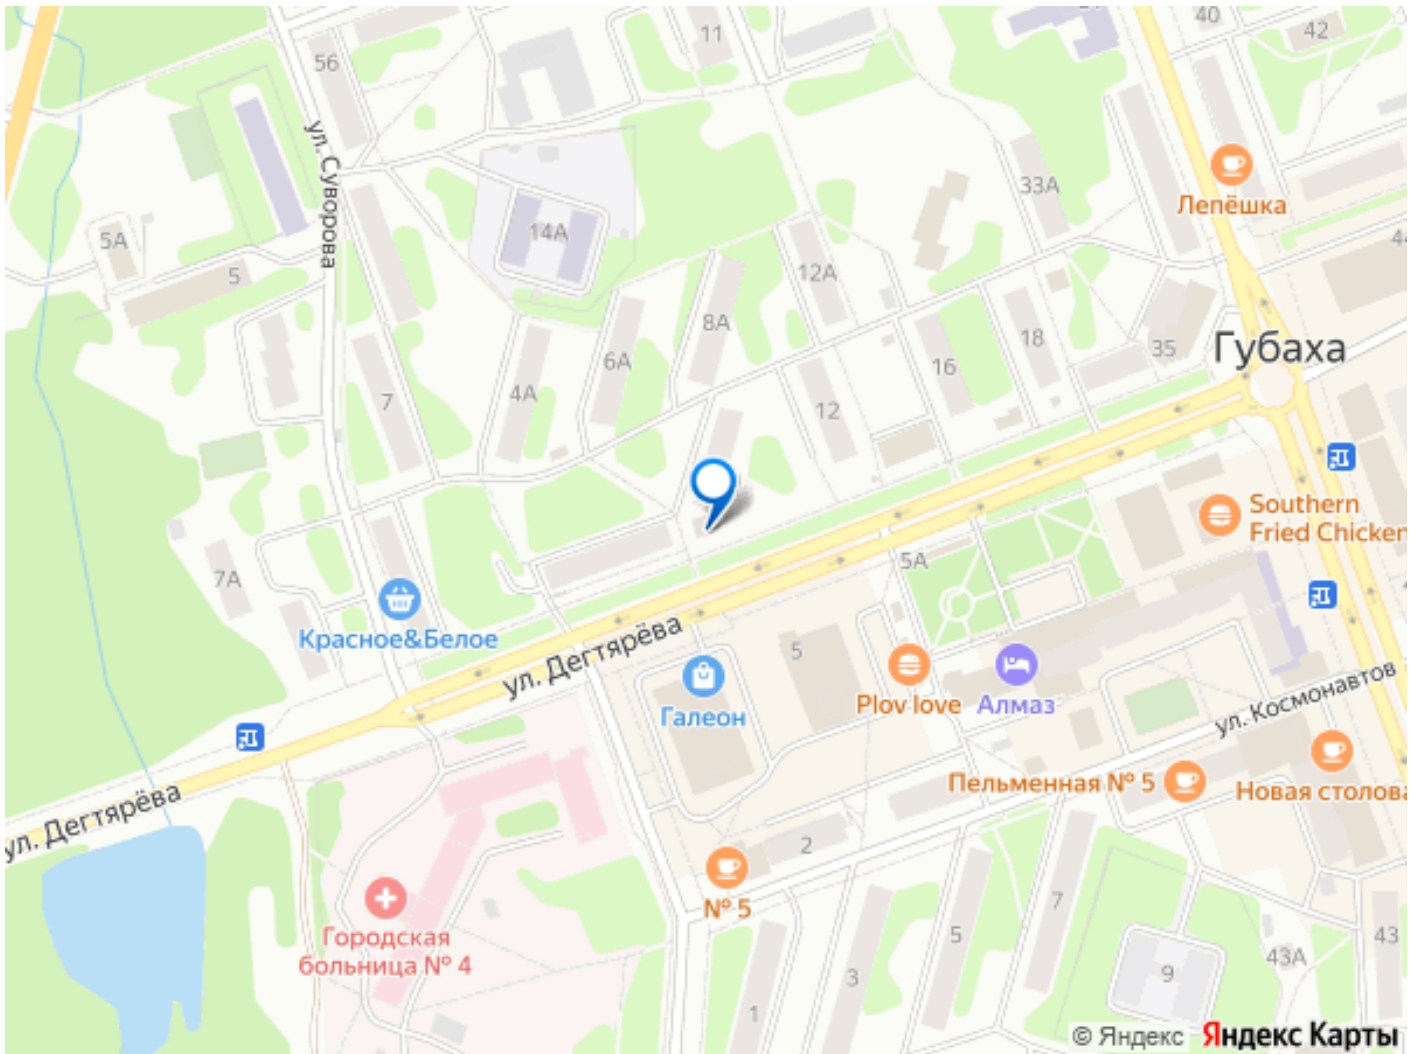 40
42
11
56
ул. Суворова
33А
Лепёшка
14А
5А
5
12А
44
8А
18
35
Губаха
6А
16
4А
7
12
Southern
Fried Chicken
5А
7А
Красное&Белое
ул. Дегтярёва
5
Галеон
Plov love
Алмаз
ул. Космонавтов
Пельменная № 5
Новая столова
ул. Дегтярёва
2
№ 5
7
Городская
больница № 4
5
43
43А
3
9
1
© Яндекс
Яндекс Карты